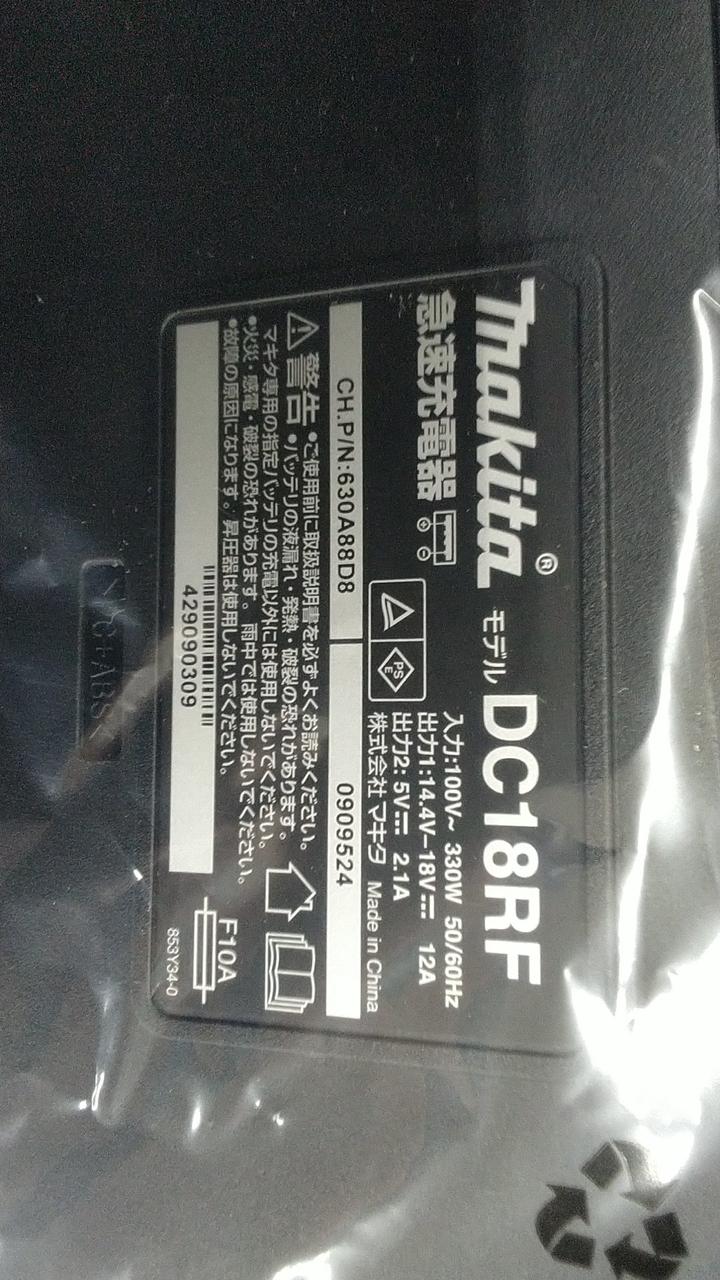 makita® モデル DC18RF
急速充電器
入力:100V~ 330W 50/60Hz
出力1:14.4V–18V⎓ 12A
出力2: 5V⎓ 2.1A
PS
E
株式会社 マキタ Made in China
CH.P/N:630A88D8 0909524
警告
•ご使用前に取扱説明書を必ずよくお読みください。
•バッテリの液漏れ・発熱・破裂の恐れがあります。
マキタ専用の指定バッテリの充電以外には使用しないでください。
•火災・感電・破裂の恐れがあります。雨中では使用しないでください。
•故障の原因になります。昇圧器は使用しないでください。
F10A
429090309
853Y34-0